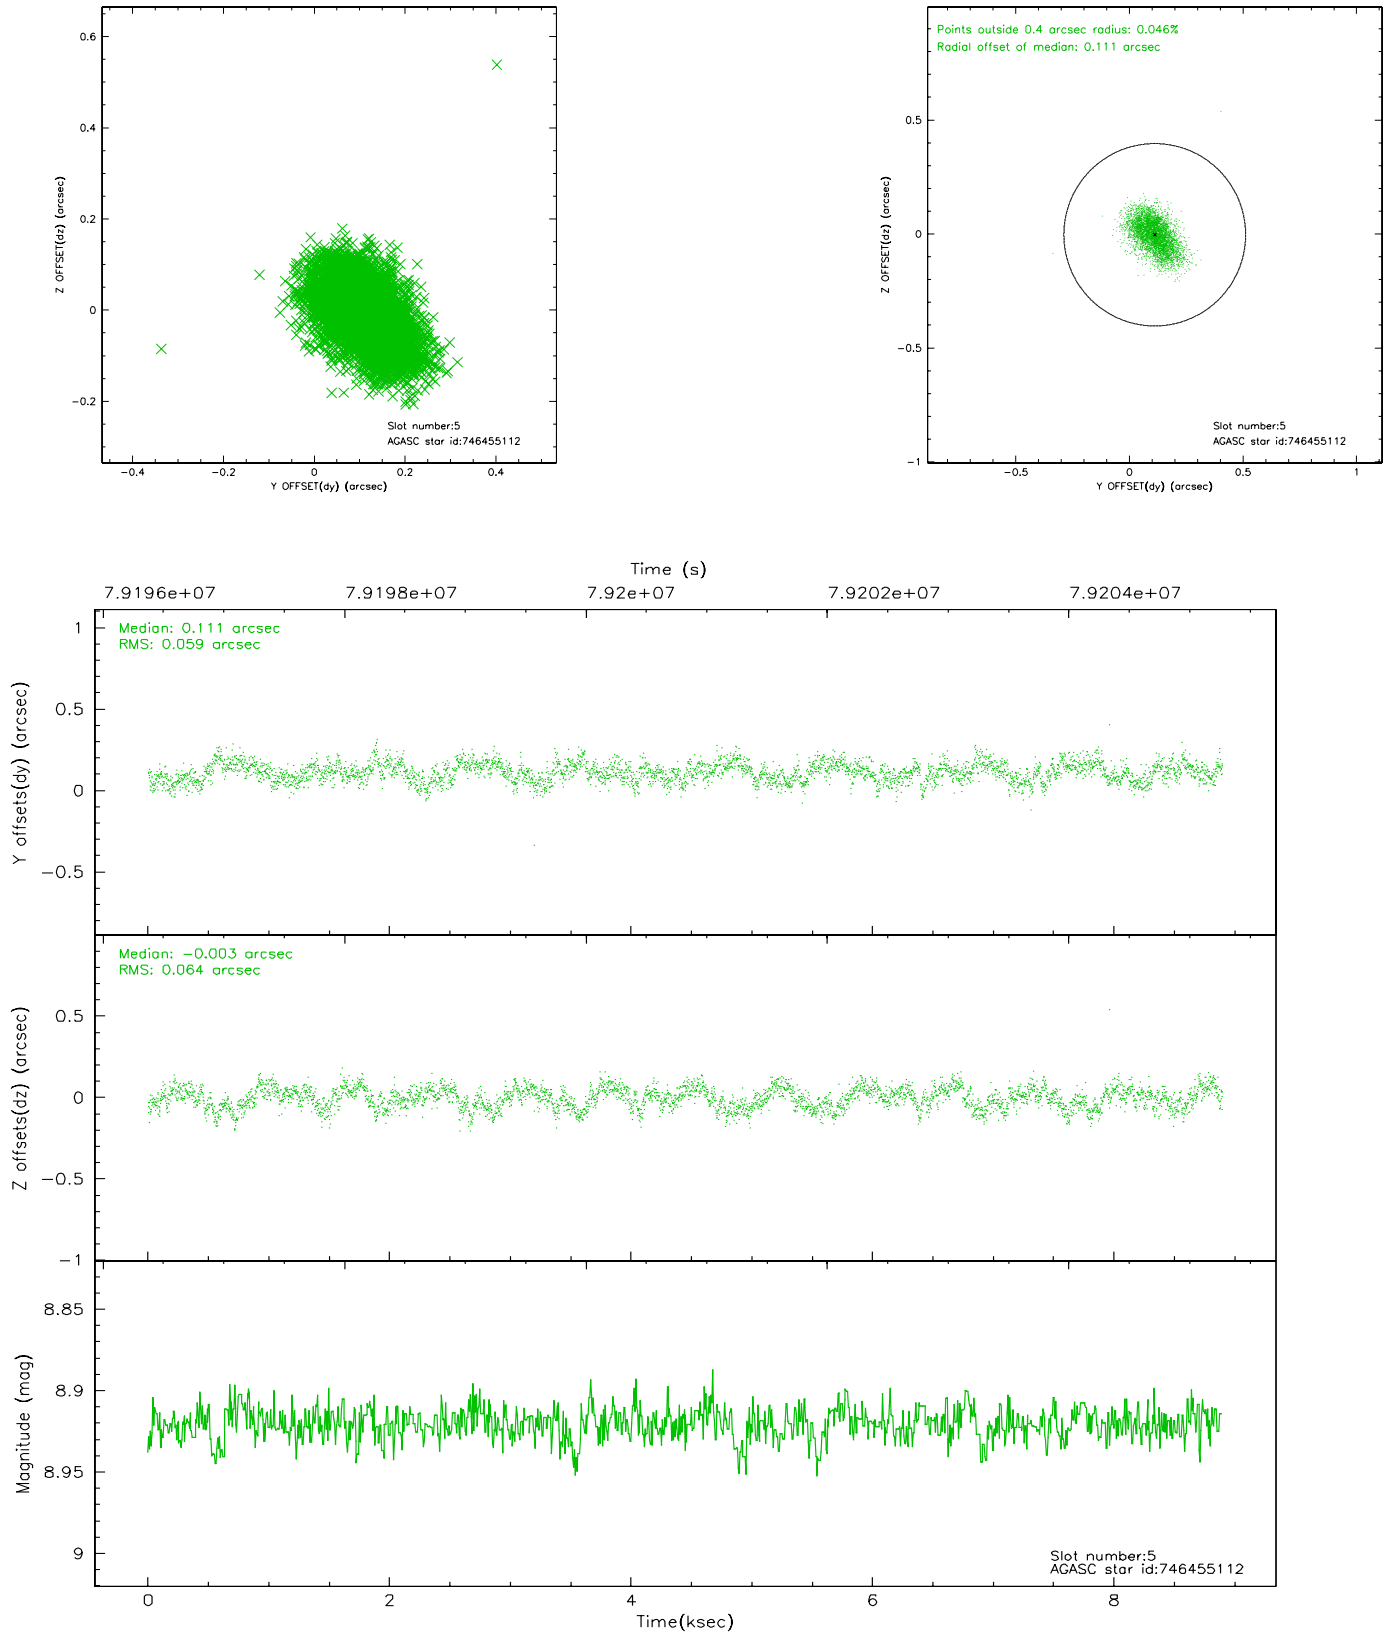 0.6
0.4
0.2
0
−0.2
Z OFFSET(dz) (arcsec)
−0.4
−0.2
0
0.2
0.4
Y OFFSET(dy) (arcsec)
Slot number:5
AGASC star id:746455112
Points outside 0.4 arcsec radius: 0.046%
Radial offset of median: 0.111 arcsec
0.5
0
−0.5
−1
Z OFFSET(dz) (arcsec)
−0.5
0
0.5
1
Y OFFSET(dy) (arcsec)
Slot number:5
AGASC star id:746455112
Time (s)
7.9196e+07
7.9198e+07
7.92e+07
7.9202e+07
7.9204e+07
Median: 0.111 arcsec
RMS: 0.059 arcsec
1
0.5
0
−0.5
Y offsets(dy) (arcsec)
Median: −0.003 arcsec
RMS: 0.064 arcsec
0.5
0
−0.5
−1
Z offsets(dz) (arcsec)
8.85
8.9
8.95
9
Magnitude (mag)
Slot number:5
AGASC star id:746455112
0
2
4
6
8
Time(ksec)